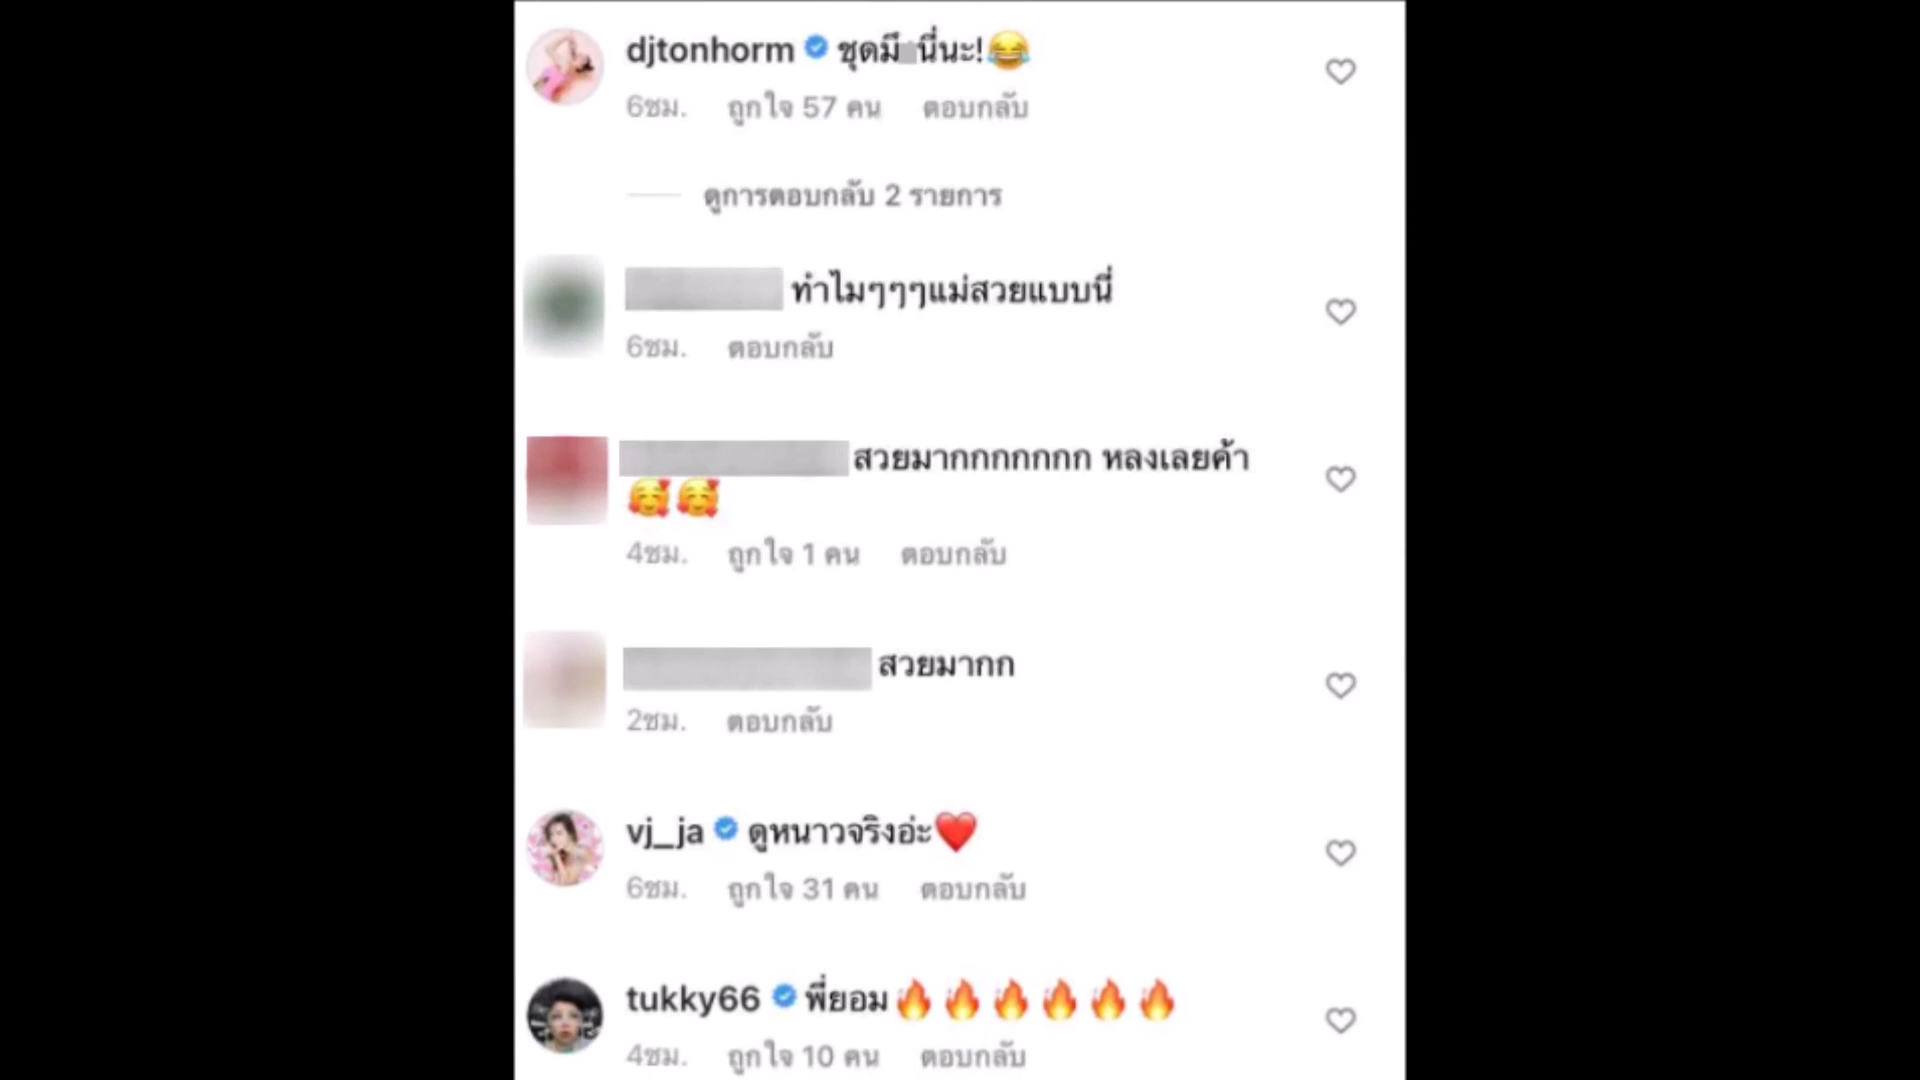 djtonhorm ชุดมี นี่นะ!😂
6ชม. ถูกใจ 57 คน ตอบกลับ
ดูการตอบกลับ 2 รายการ
ทำไมๆๆๆแม่สวยแบบนี่
6ชม. ตอบกลับ
สวยมากกกกกกก หลงเลยค้า
🥰🥰
4ชม. ถูกใจ 1 คน ตอบกลับ
สวยมากก
2ชม. ตอบกลับ
vj_ja ดูหนาวจริงอ่ะ❤️
6ชม. ถูกใจ 31 คน ตอบกลับ
tukky66 พี่ยอม🔥🔥🔥🔥🔥🔥
4ชม. ถูกใจ 10 คน ตอบกลับ